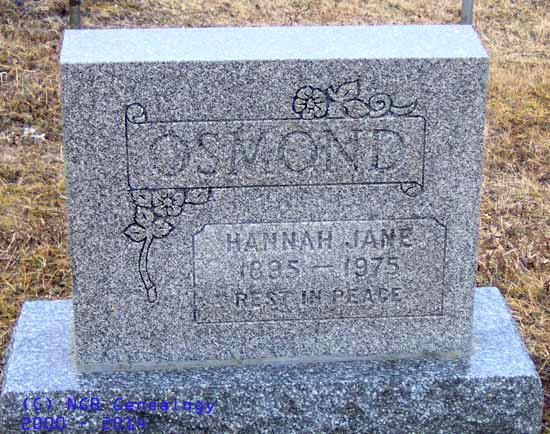 OSMOND
HANNAH JANE
1895 – 1975
REST IN PEACE
(C) NGB Genealogy
2000 - 2014